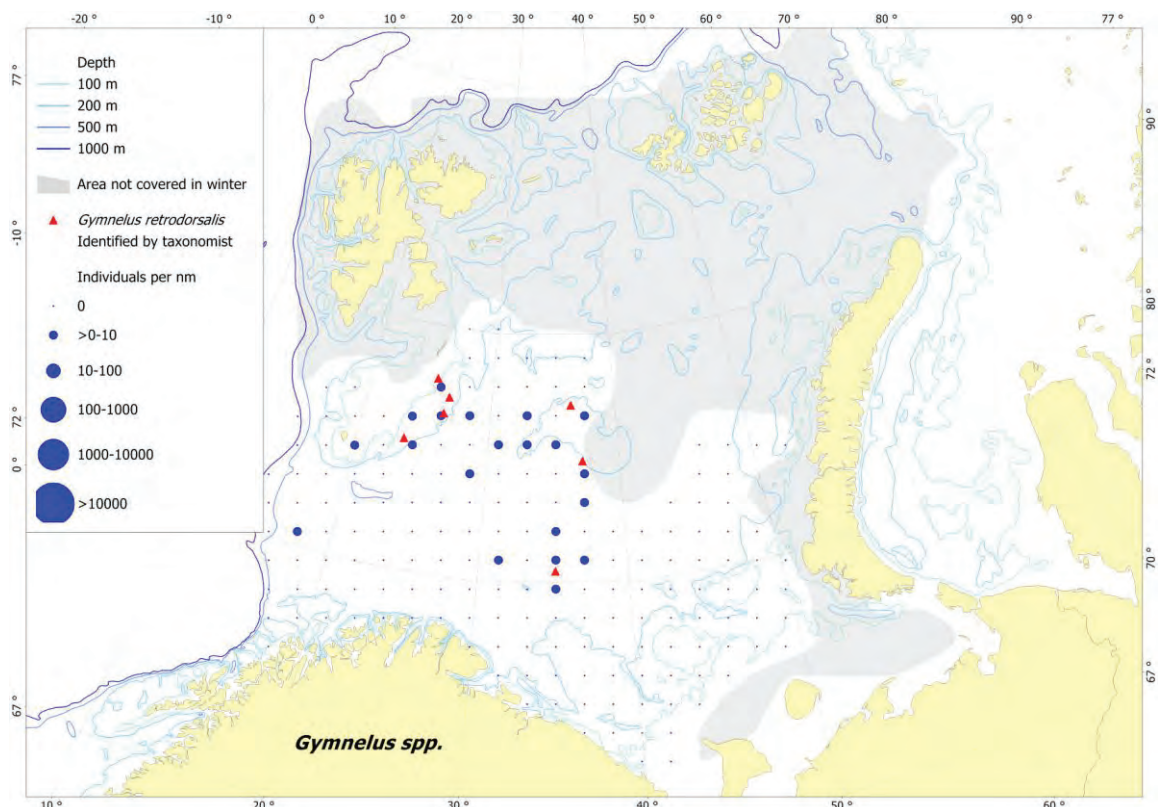 -20 ° -10 ° 0 ° 10 ° 20 ° 30 ° 40 ° 50 ° 60 ° 70 ° 80 ° 90 ° 77 °
77 °
-10 °
72 °
0 °
67 °
90 °
80 °
72 °
70 °
67 °
Depth
100 m
200 m
500 m
1000 m
Area not covered in winter
Gymnelus retrodorsalis
Identified by taxonomist
Individuals per nm
0
>0-10
10-100
100-1000
1000-10000
>10000
Gymnelus spp.
10 ° 20 ° 30 ° 40 ° 50 ° 60 °